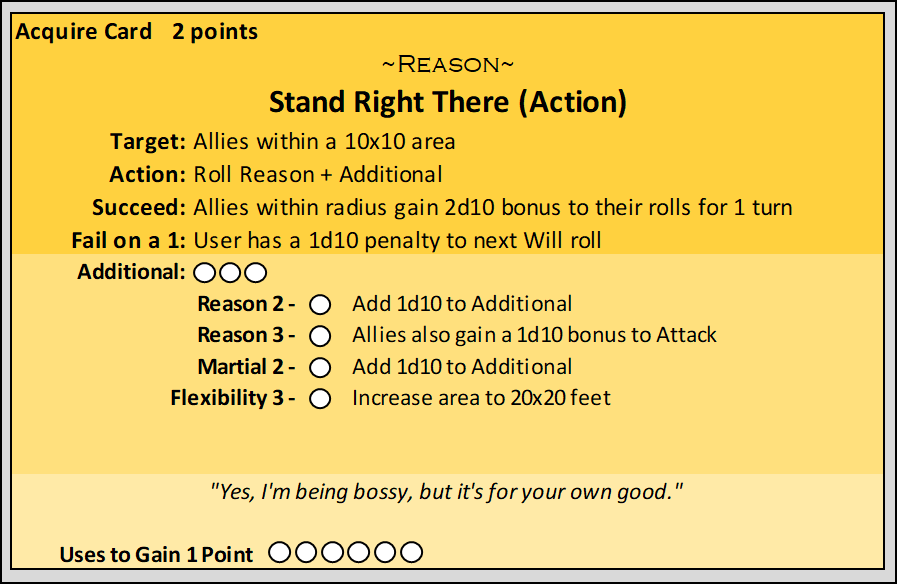 Acquire Card 2 points
~REASON~
Stand Right There (Action)
Target: Allies within a 10x10 area
Action: Roll Reason + Additional
Succeed: Allies within radius gain 2d10 bonus to their rolls for 1 turn
Fail on a 1: User has a 1d10 penalty to next Will roll
Additional:
Reason 2 - Add 1d10 to Additional
Reason 3 - Allies also gain a 1d10 bonus to Attack
Martial 2 - Add 1d10 to Additional
Flexibility 3 - Increase area to 20x20 feet
"Yes, I'm being bossy, but it's for your own good."
Uses to Gain 1 Point